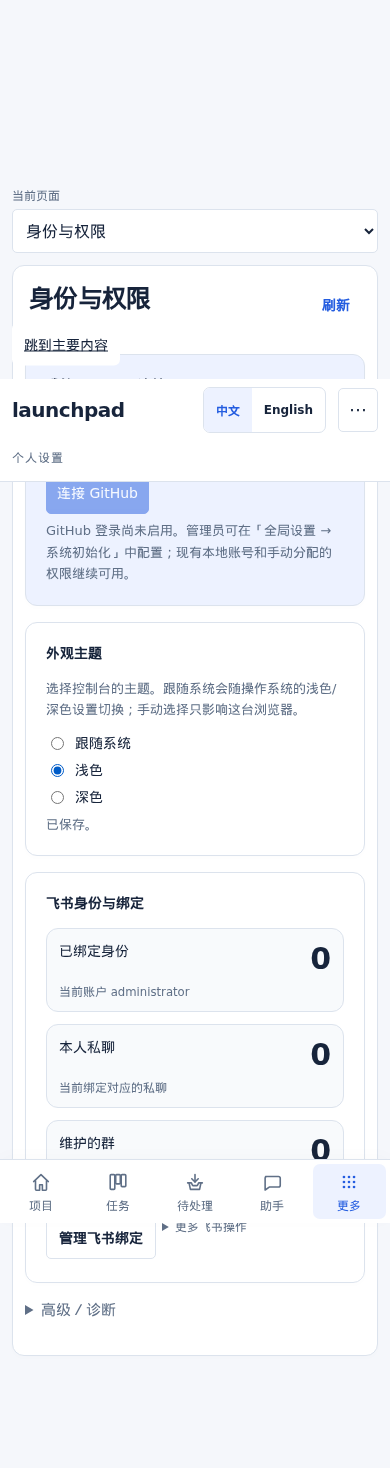 当前页面
身份与权限
身份与权限
刷新
跳到主要内容
launchpad
中文
English
...
个人设置
连接 GitHub
GitHub 登录尚未启用。管理员可在「全局设置 →
系统初始化」中配置；现有本地账号和手动分配的
权限继续可用。
外观主题
选择控制台的主题。跟随系统会随操作系统的浅色/
深色设置切换；手动选择只影响这台浏览器。
跟随系统
浅色
深色
已保存。
飞书身份与绑定
已绑定身份
0
当前账户 administrator
本人私聊
0
当前绑定对应的私聊
维护的群
0
项目
任务
待处理
助手
更多
管理飞书绑定
更多飞书操作
高级 / 诊断